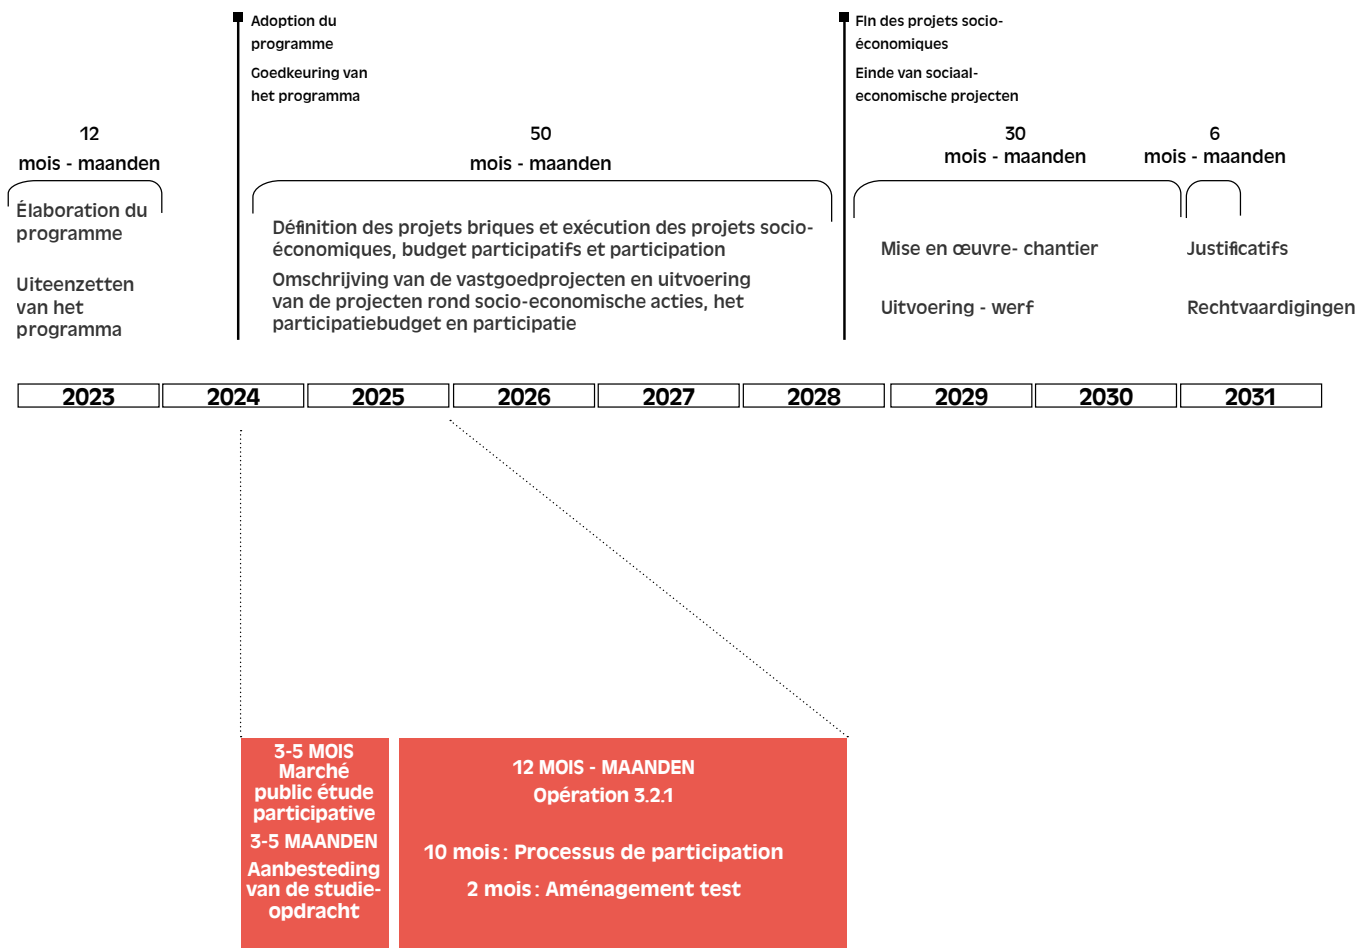 Adoption du
programme
Goedkeuring van
het programma
FIn des projets socio-
économiques
Einde van sociaal-
economische projecten
12
mois - maanden
50
mois - maanden
30
mois - maanden
6
mois - maanden
Élaboration du
programme
Uiteenzetten
van het
programma
Définition des projets briques et exécution des projets socio-
économiques, budget participatifs et participation
Omschrijving van de vastgoedprojecten en uitvoering
van de projecten rond socio-economische acties, het
participatiebudget en participatie
Mise en œuvre- chantier
Uitvoering - werf
Justificatifs
Rechtvaardigingen
2023
2024
2025
2026
2027
2028
2029
2030
2031
3-5 MOIS
Marché
public étude
participative
3-5 MAANDEN
Aanbesteding
van de studie-
opdracht
12 MOIS - MAANDEN
Opération 3.2.1
10 mois : Processus de participation
2 mois : Aménagement test